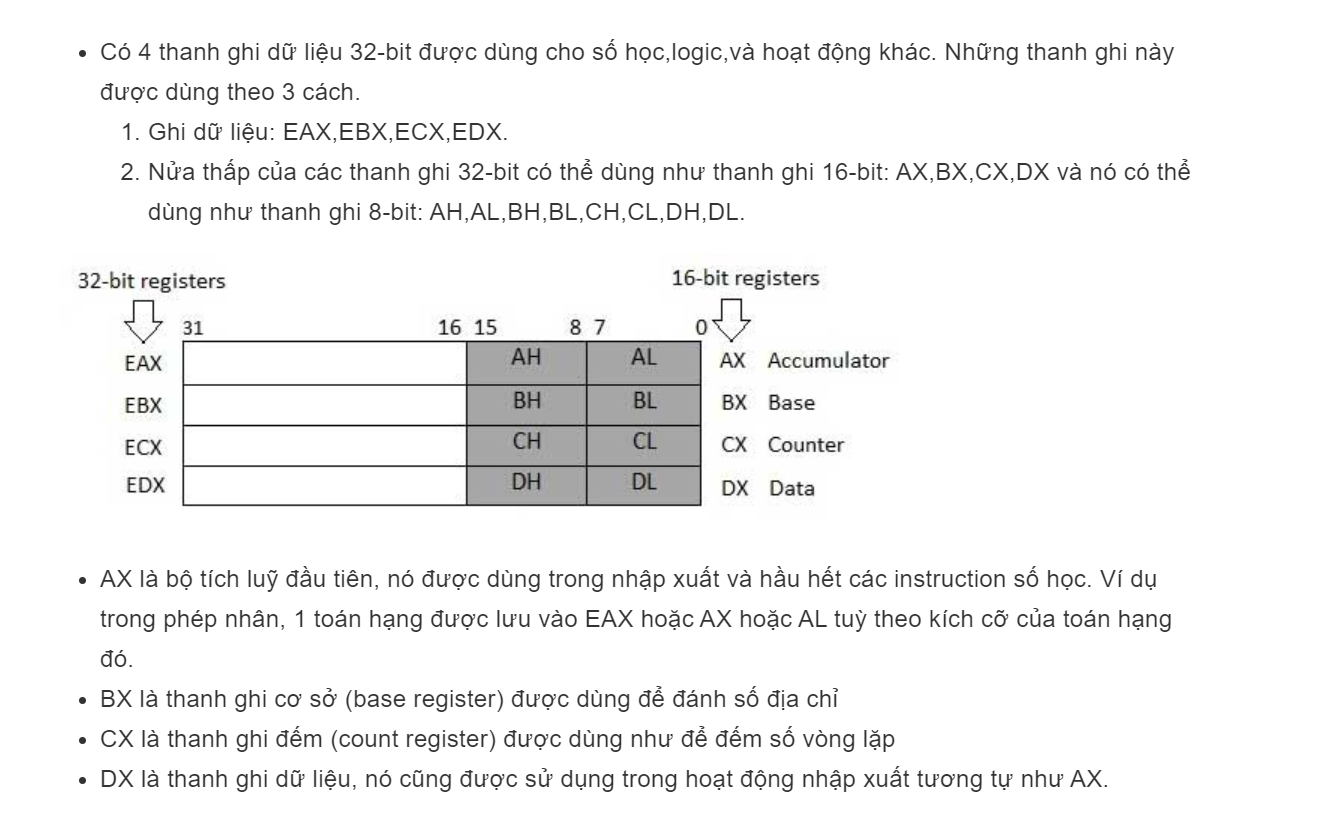 • Có 4 thanh ghi dữ liệu 32-bit được dùng cho số học,logic,và hoạt động khác. Những thanh ghi này
được dùng theo 3 cách.
1. Ghi dữ liệu: EAX,EBX,ECX,EDX.
2. Nửa thấp của các thanh ghi 32-bit có thể dùng như thanh ghi 16-bit: AX,BX,CX,DX và nó có thể
dùng như thanh ghi 8-bit: AH,AL,BH,BL,CH,CL,DH,DL.
32-bit registers 16-bit registers
31 16 15 8 7 0
EAX AH AL AX Accumulator
EBX BH BL BX Base
ECX CH CL CX Counter
EDX DH DL DX Data
• AX là bộ tích luỹ đầu tiên, nó được dùng trong nhập xuất và hầu hết các instruction số học. Ví dụ
trong phép nhân, 1 toán hạng được lưu vào EAX hoặc AX hoặc AL tuỳ theo kích cỡ của toán hạng
đó.
• BX là thanh ghi cơ sở (base register) được dùng để đánh số địa chỉ
• CX là thanh ghi đếm (count register) được dùng như để đếm số vòng lặp
• DX là thanh ghi dữ liệu, nó cũng được sử dụng trong hoạt động nhập xuất tương tự như AX.